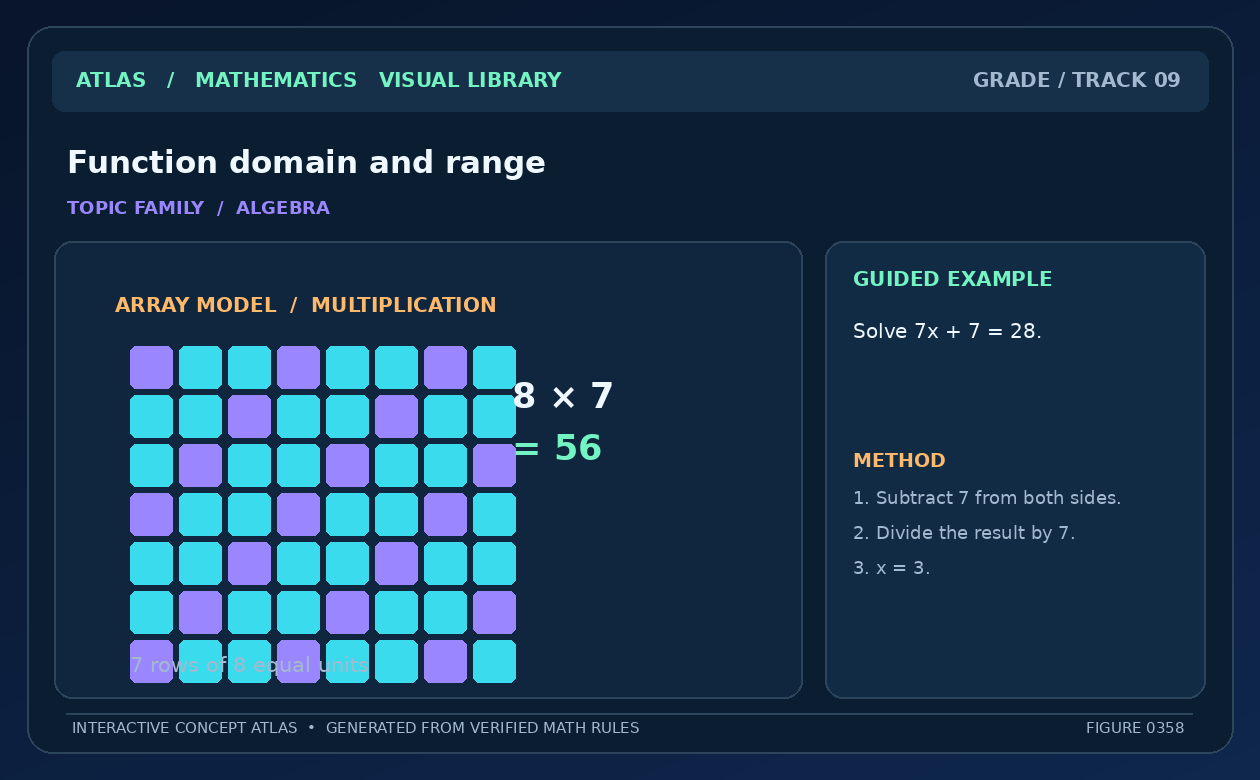 ATLAS / MATHEMATICS VISUAL LIBRARY
GRADE / TRACK 09
Function domain and range
TOPIC FAMILY / ALGEBRA
ARRAY MODEL / MULTIPLICATION
8 × 7
= 56
7 rows of 8 equal units
GUIDED EXAMPLE
Solve 7x + 7 = 28.
METHOD
1. Subtract 7 from both sides.
2. Divide the result by 7.
3. x = 3.
INTERACTIVE CONCEPT ATLAS • GENERATED FROM VERIFIED MATH RULES
FIGURE 0358